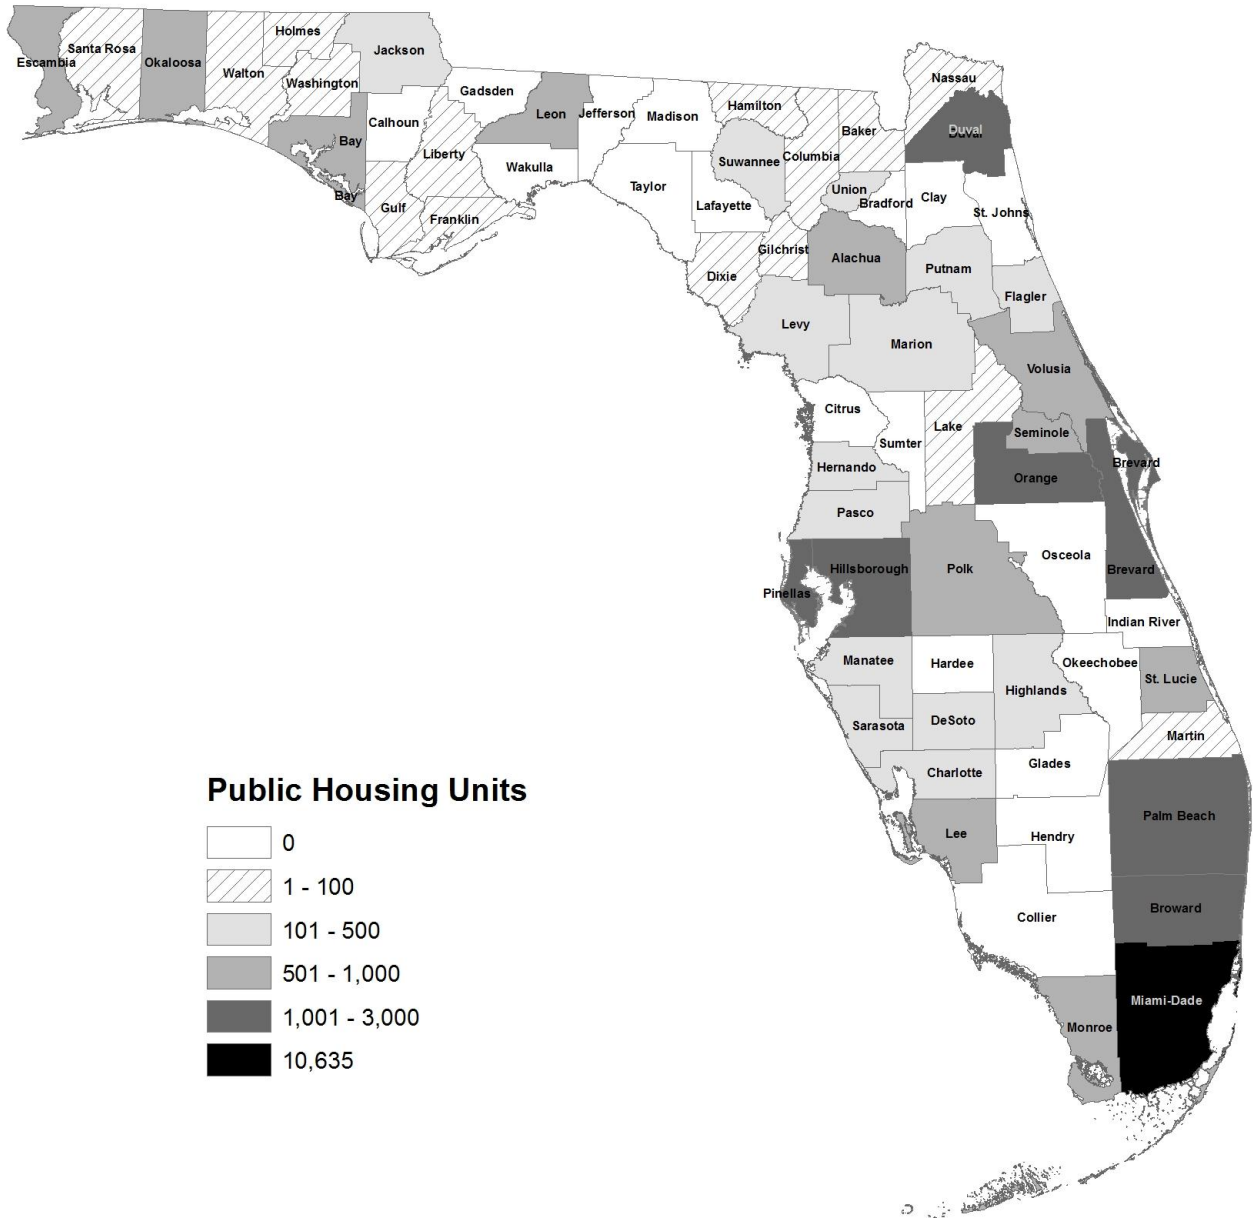 Holmes
Santa Rosa
Jackson
Escambia
Okaloosa
Walton
Washington
Nassau
Gadsden
Hamilton
Leon
Jefferson
Madison
Calhoun
Baker
Duval
Duval
Bay
Liberty
Columbia
Suwannee
Wakulla
Taylor
Union
Bay
Clay
Bradford
Lafayette
Gulf
St. Johns
Franklin
Gilchrist
Alachua
Putnam
Dixie
Flagler
Levy
Marion
Volusia
Citrus
Lake
Seminole
Sumter
Brevard
Hernando
Orange
Pasco
Osceola
Hillsborough
Polk
Brevard
Pinellas
Indian River
Manatee
Hardee
Okeechobee
St. Lucie
Highlands
DeSoto
Sarasota
Martin
Glades
Charlotte
Public Housing Units
Palm Beach
Lee
Hendry
0
1 - 100
Broward
Collier
101 - 500
501 - 1,000
Miami-Dade
1,001 - 3,000
Monroe
10,635